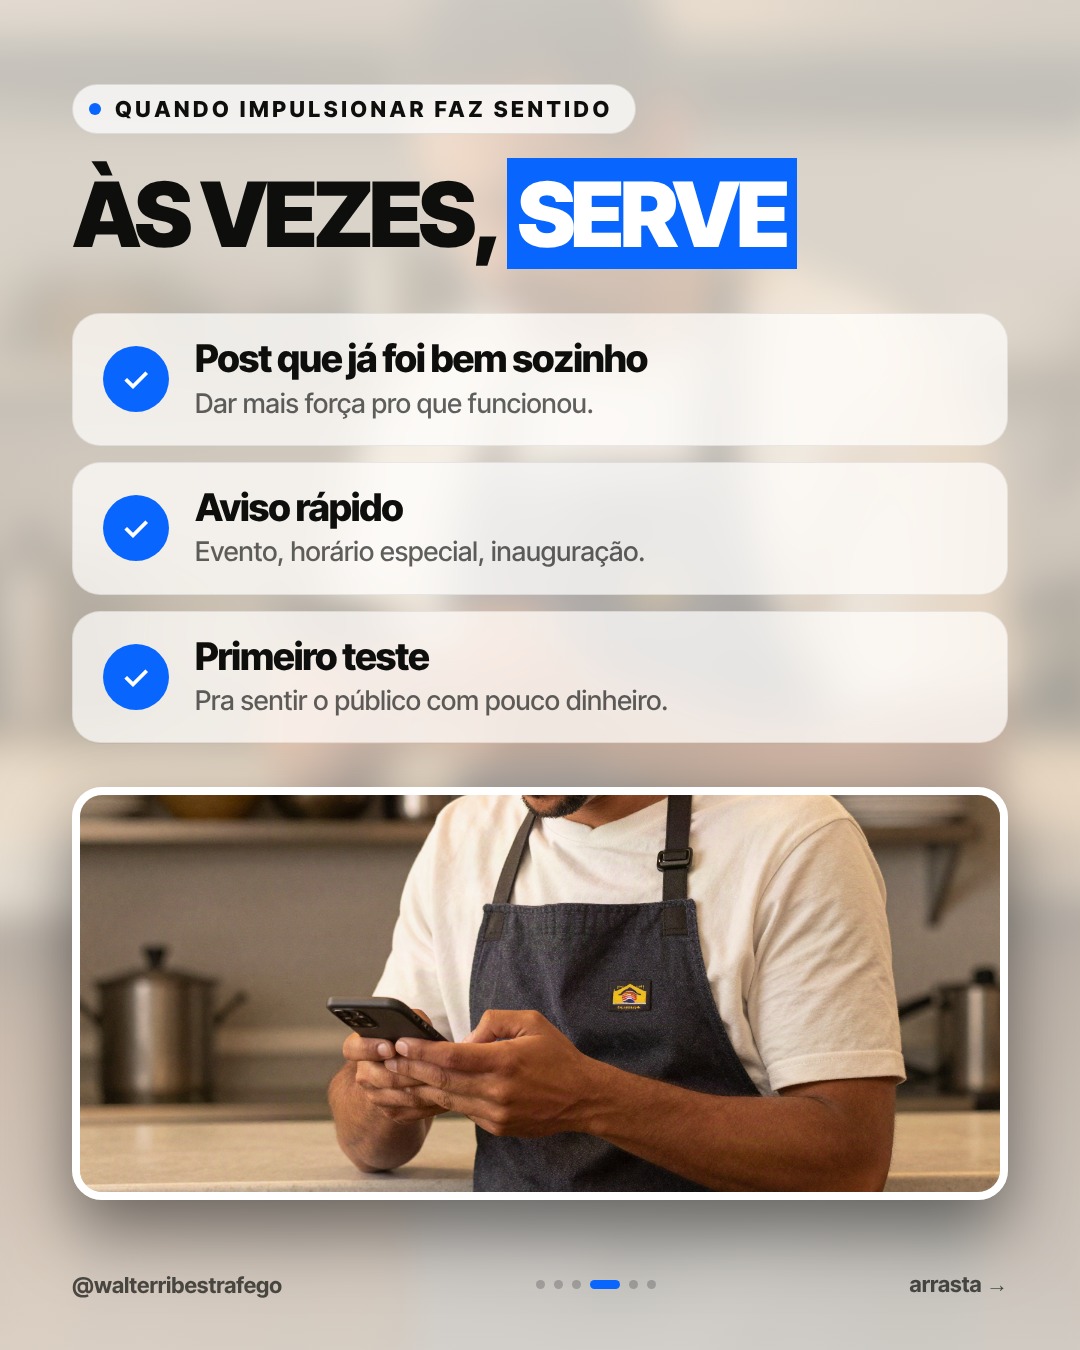 QUANDO IMPULSIONAR FAZ SENTIDO
ÀS VEZES, SERVE
Post que já foi bem sozinho
Dar mais força pro que funcionou.
Aviso rápido
Evento, horário especial, inauguração.
Primeiro teste
Pra sentir o público com pouco dinheiro.
@walterribestrafego
arrasta →